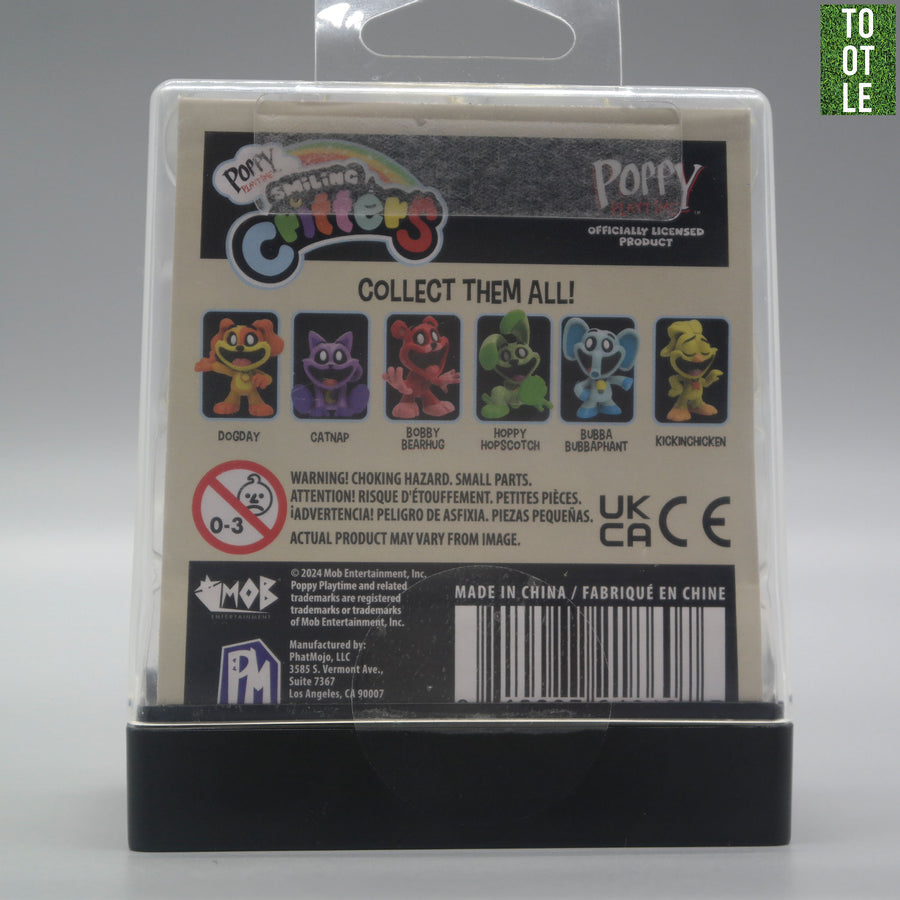 TO
OT
LE
POPPY
PLAYTIME
SMILING
Critters
POPPY
PLAYTIME™
OFFICIALLY LICENSED
PRODUCT
COLLECT THEM ALL!
DOGDAY
CATNAP
BOBBY
BEARHUG
HOPPY
HOPSCOTCH
BUBBA
BUBBAPHANT
KICKINCHICKEN
0-3
WARNING! CHOKING HAZARD. SMALL PARTS.
ATTENTION! RISQUE D'ÉTOUFFEMENT. PETITES PIÈCES.
¡ADVERTENCIA! PELIGRO DE ASFIXIA. PIEZAS PEQUEÑAS.
ACTUAL PRODUCT MAY VARY FROM IMAGE.
UK
CA
CE
MOB
ENTERTAINMENT
© 2024 Mob Entertainment, Inc.
Poppy Playtime and related
trademarks are registered
trademarks or trademarks
of Mob Entertainment, Inc.
PM
Manufactured by:
PhatMojo, LLC
3585 S. Vermont Ave.,
Suite 7367
Los Angeles, CA 90007
MADE IN CHINA / FABRIQUÉ EN CHINE